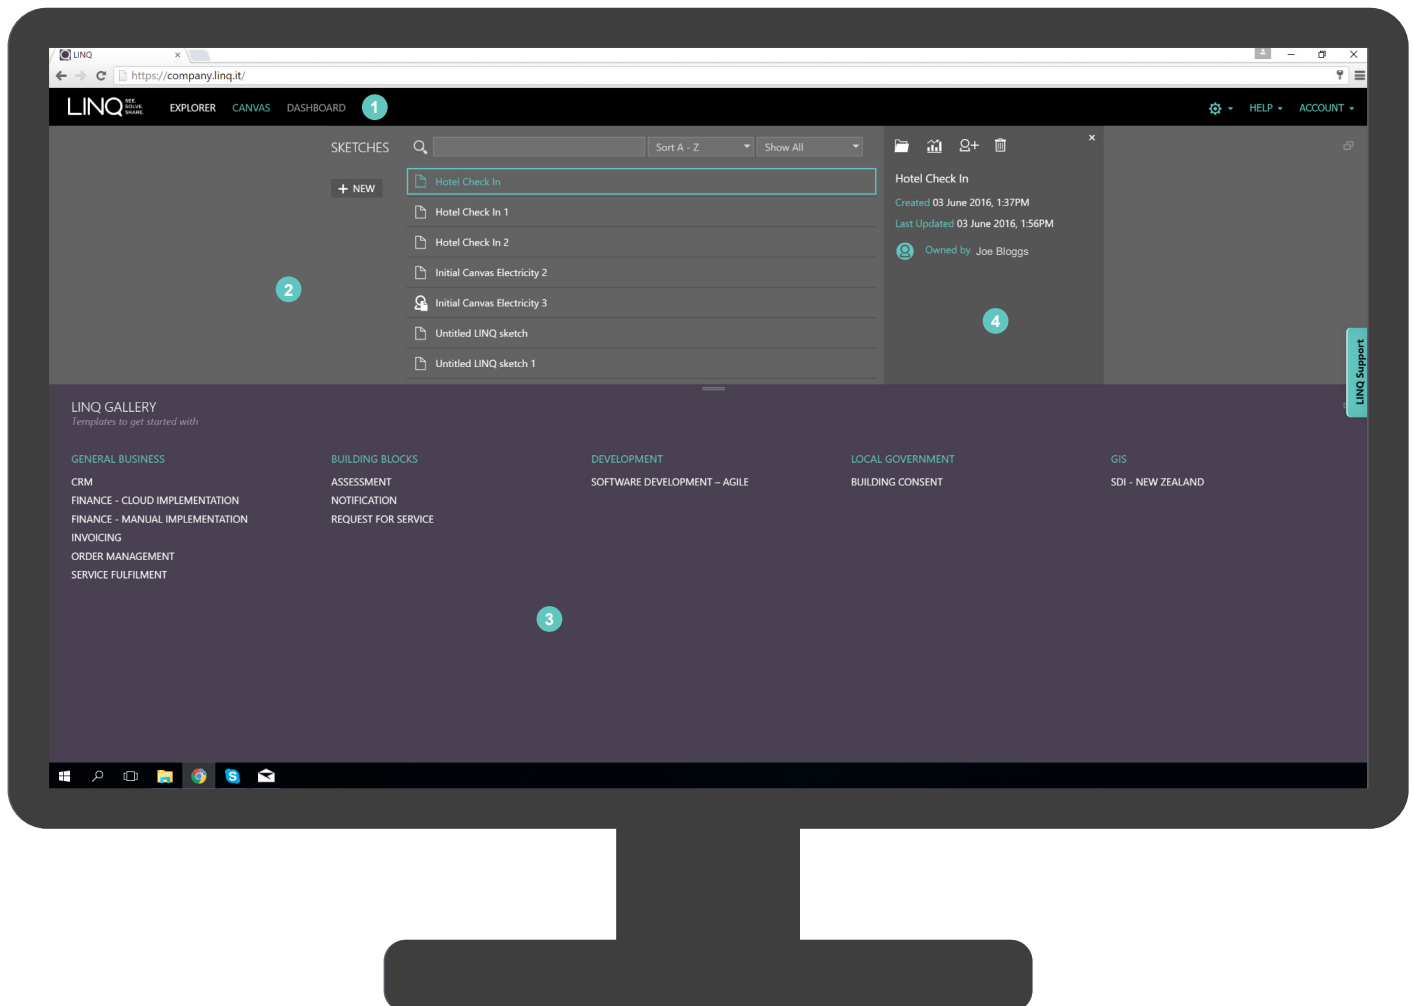 LINQ
https://company.linq.it/
LINQ SEE. SOLVE. SHARE. EXPLORER CANVAS DASHBOARD 1 HELP ACCOUNT
SKETCHES Sort A - Z Show All
+ NEW
Hotel Check In
Hotel Check In 1
Hotel Check In 2
Initial Canvas Electricity 2
Initial Canvas Electricity 3
Untitled LINQ sketch
Untitled LINQ sketch 1
2
Hotel Check In
Created 03 June 2016, 1:37PM
Last Updated 03 June 2016, 1:56PM
Owned by Joe Bloggs
4
LINQ Support
LINQ GALLERY
Templates to get started with
GENERAL BUSINESS
CRM
FINANCE - CLOUD IMPLEMENTATION
FINANCE - MANUAL IMPLEMENTATION
INVOICING
ORDER MANAGEMENT
SERVICE FULFILMENT
BUILDING BLOCKS
ASSESSMENT
NOTIFICATION
REQUEST FOR SERVICE
DEVELOPMENT
SOFTWARE DEVELOPMENT – AGILE
LOCAL GOVERNMENT
BUILDING CONSENT
GIS
SDI - NEW ZEALAND
3